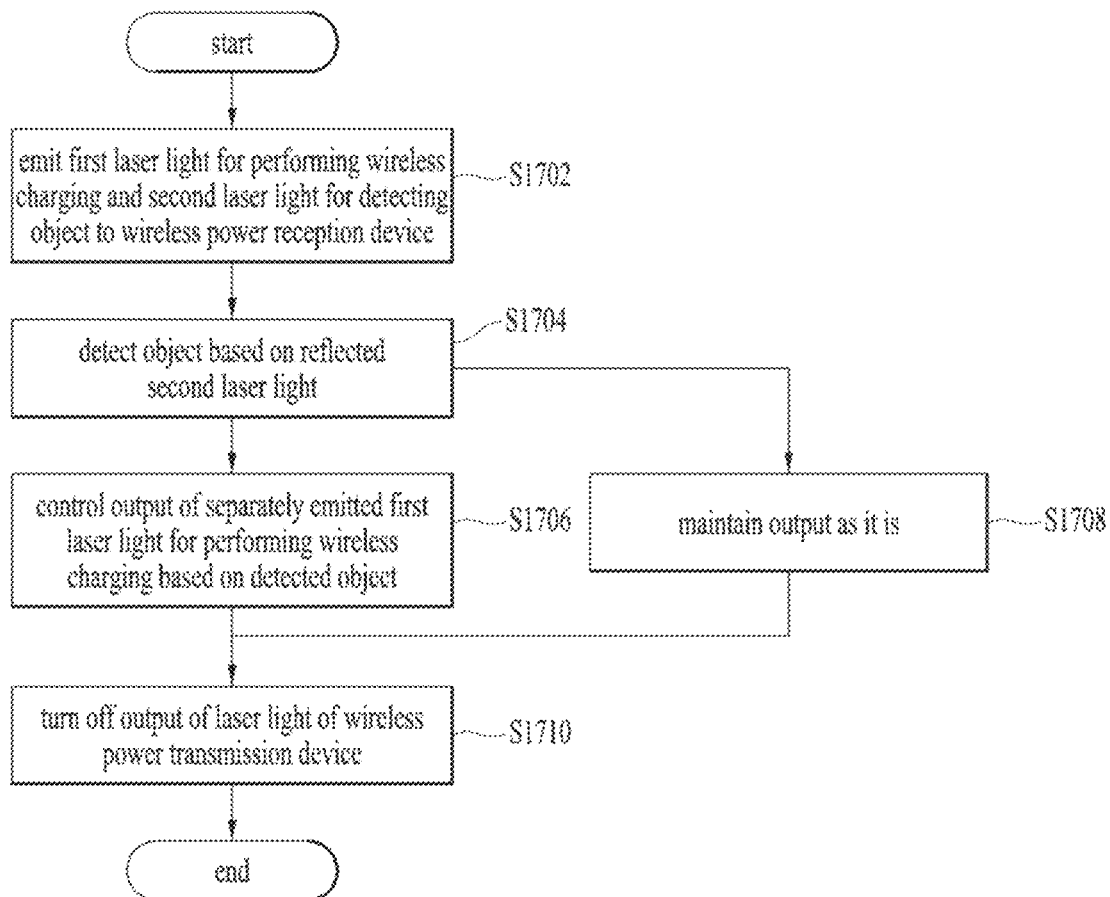 start
emit first laser light for performing wireless
charging and second laser light for detecting
object to wireless power reception device
S1702
S1704
detect object based on reflected
second laser light
control output of separately emitted first
laser light for performing wireless
charging based on detected object
S1706
maintain output as it is
S1708
turn off output of laser light of wireless
power transmission device
S1710
end